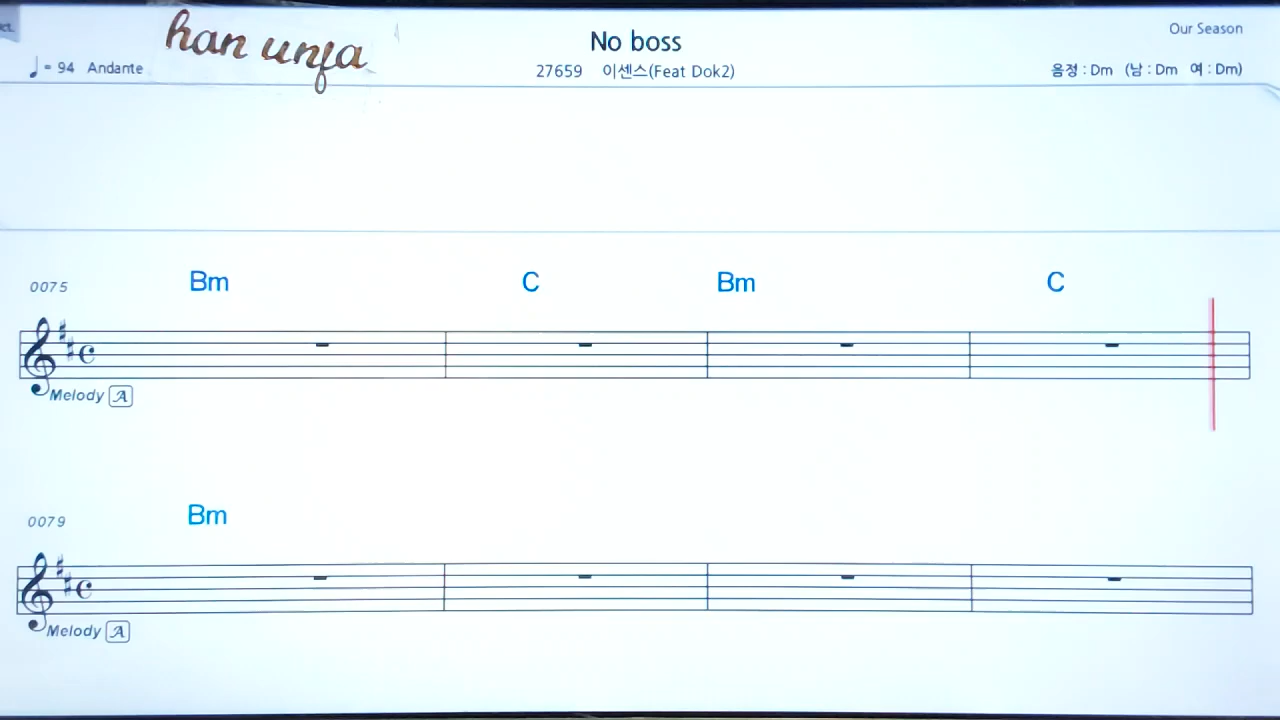 han unfa
No boss
Our Season
♩= 94 Andante
27659 이센스(Feat Dok2)
음정 : Dm (남 : Dm 여 : Dm)
0075 Bm C Bm C
Melody A
0079 Bm
Melody A